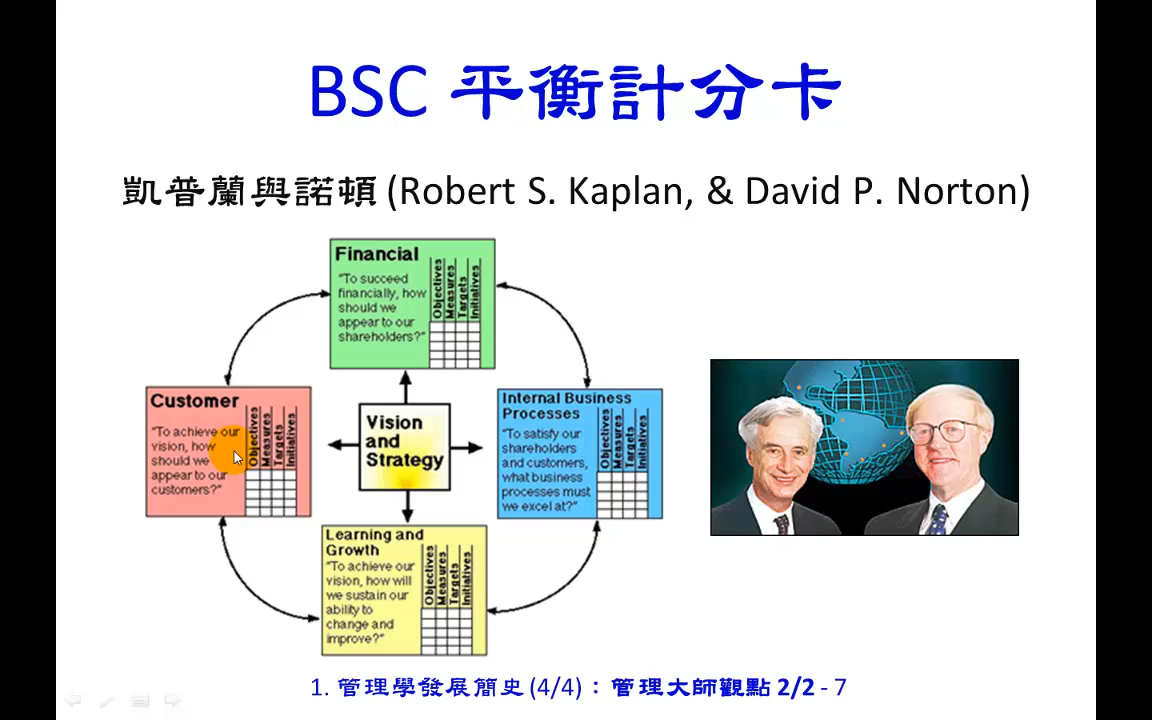 BSC 平衡計分卡
凱普蘭與諾頓 (Robert S. Kaplan, & David P. Norton)
Financial
"To succeed
financially, how
should we
appear to our
shareholders?"
Objectives
Measures
Targets
Initiatives
Customer
"To achieve our
vision, how
should we
appear to our
customers?"
Objectives
Measures
Targets
Initiatives
Vision
and
Strategy
Internal Business
Processes
"To satisfy our
shareholders
and customers,
what business
processes must
we excel at?"
Objectives
Measures
Targets
Initiatives
Learning and
Growth
"To achieve our
vision, how will
we sustain our
ability to
change and
improve?"
Objectives
Measures
Targets
Initiatives
1. 管理學發展簡史 (4/4)：管理大師觀點 2/2 - 7